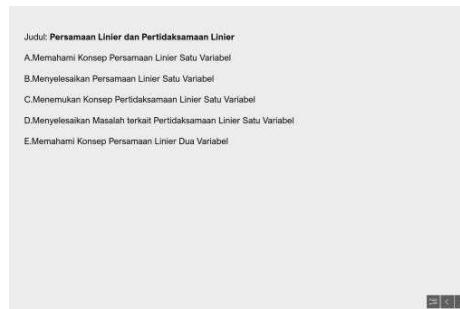 Judul: Persamaan Linier dan Pertidaksamaan Linier
A.Memahami Konsep Persamaan Linier Satu Variabel
B.Menyelesaikan Persamaan Linier Satu Variabel
C.Menemukan Konsep Pertidaksamaan Linier Satu Variabel
D.Menyelesaikan Masalah terkait Pertidaksamaan Linier Satu Variabel
E.Memahami Konsep Persamaan Linier Dua Variabel